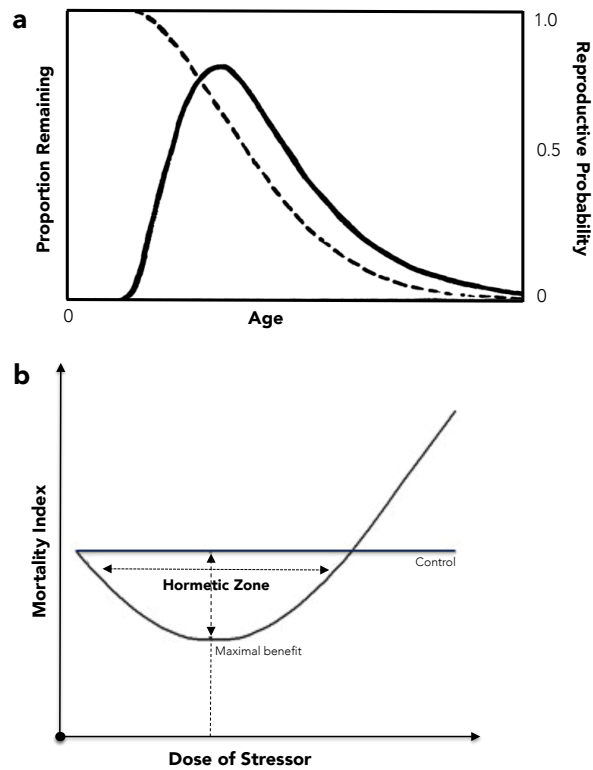 a
1.0
Proportion Remaining
0.5
Reproductive Probability
0
0
Age
b
Mortality Index
Control
Hormetic Zone
Maximal benefit
Dose of Stressor